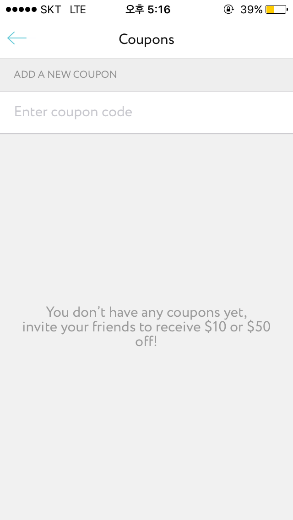 SKT LTE 오후 5:16 39%
Coupons
ADD A NEW COUPON
Enter coupon code
You don't have any coupons yet,
invite your friends to receive $10 or $50
off!